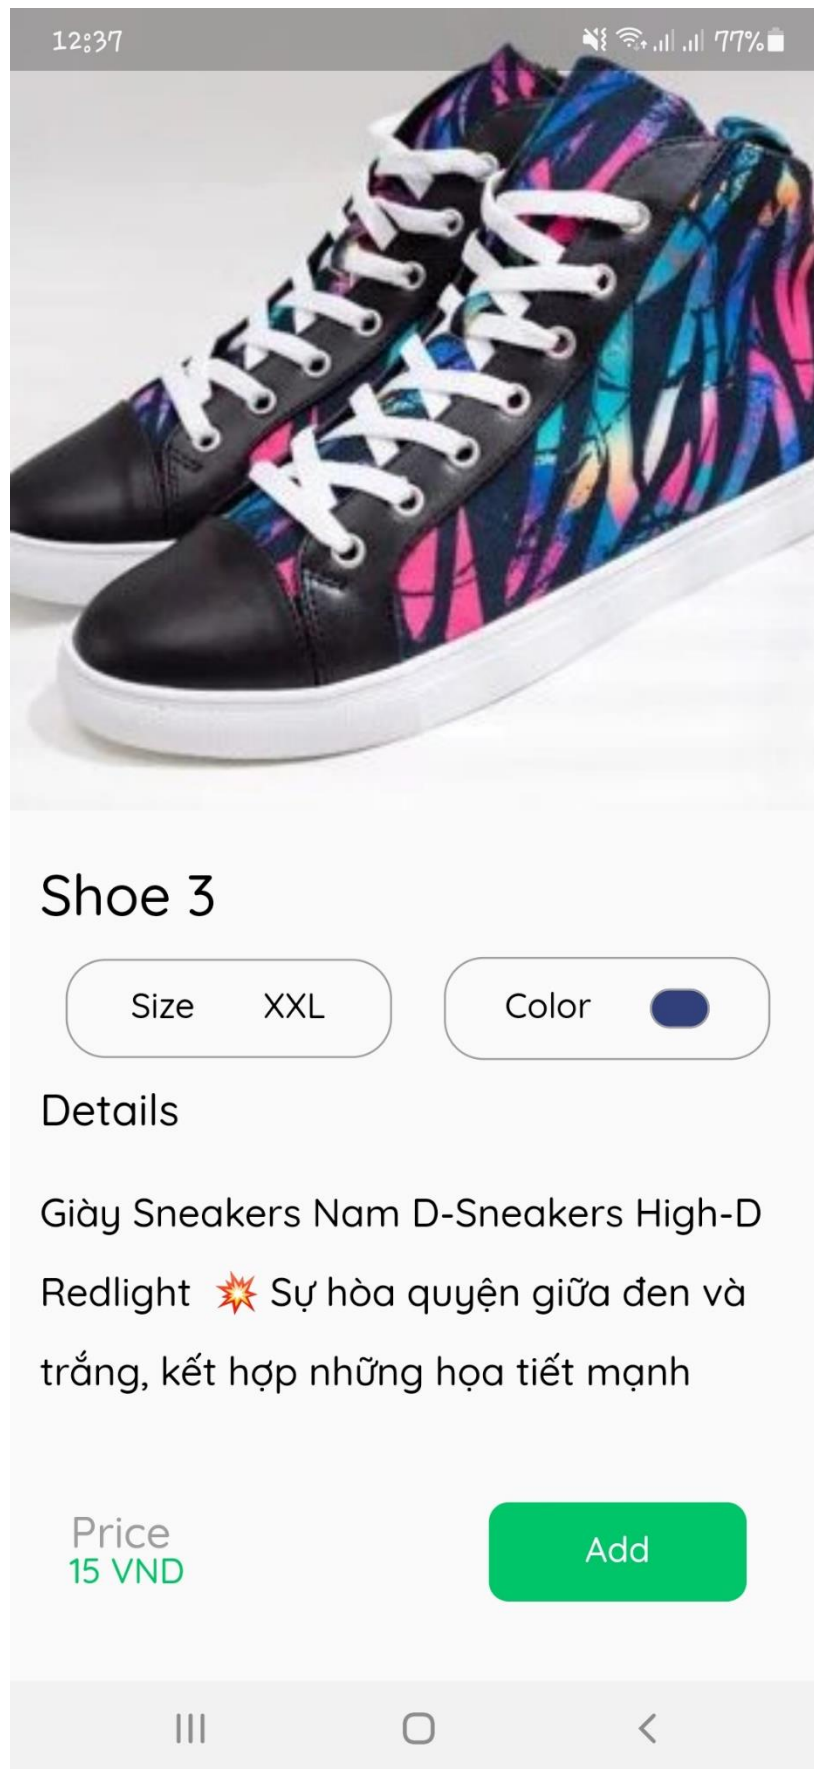 12:37
77%
Shoe 3
Size XXL
Color
Details
Giày Sneakers Nam D-Sneakers High-D
Redlight 💥 Sự hòa quyện giữa đen và
trắng, kết hợp những họa tiết mạnh
Price
15 VND
Add